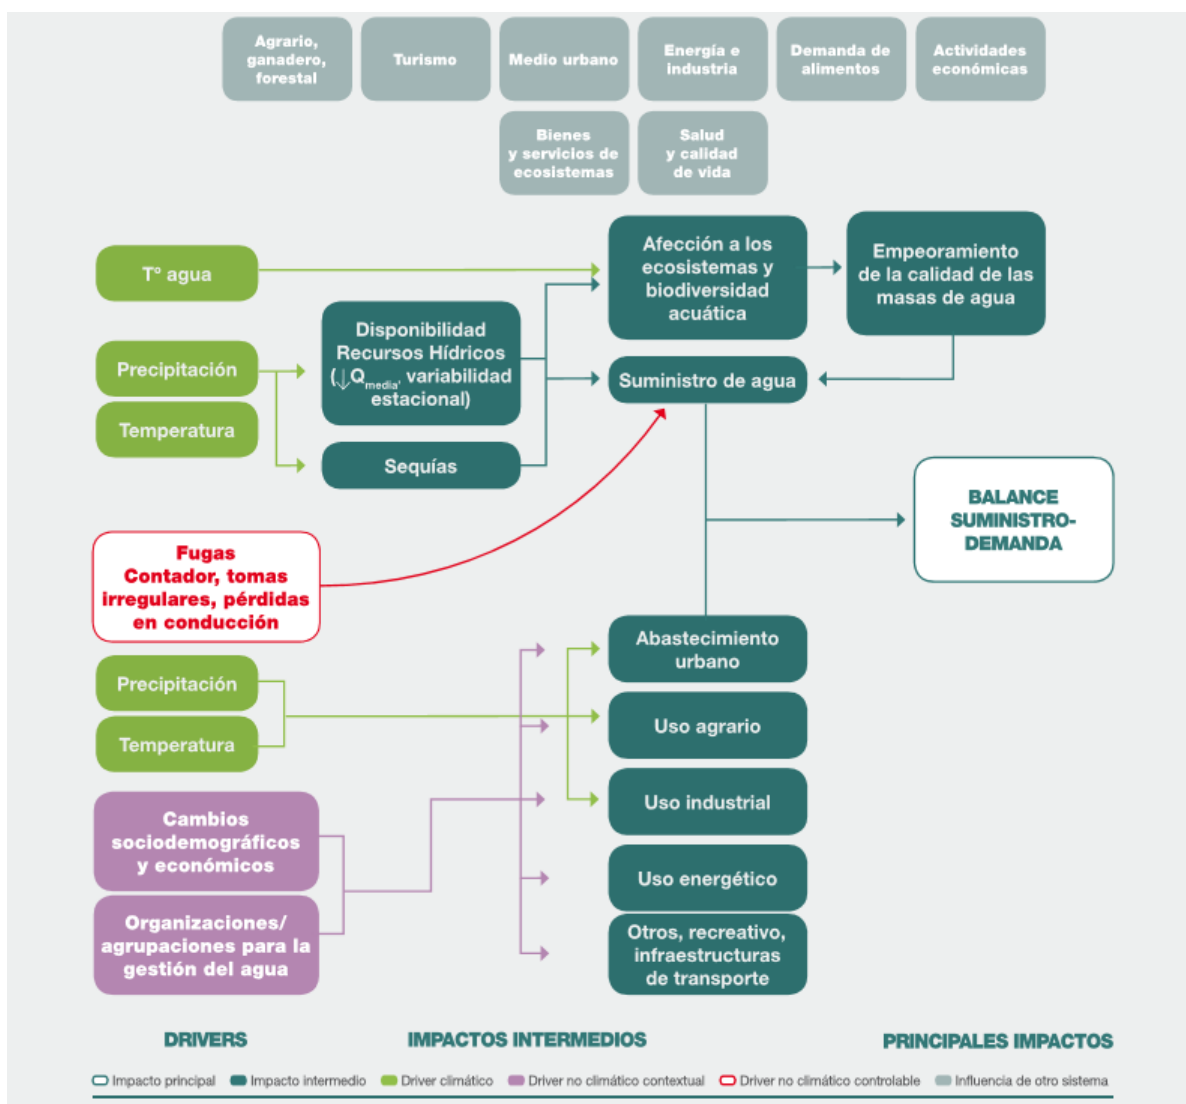 Agrario,
ganadero,
forestal
Turismo
Medio urbano
Energía e
industria
Demanda de
alimentos
Actividades
económicas
Bienes
y servicios de
ecosistemas
Salud
y calidad
de vida
Tº agua
Afección a los
ecosistemas y
biodiversidad
acuática
Empeoramiento
de la calidad de las
masas de agua
Disponibilidad
Recursos Hídricos
(↓Qmedia, variabilidad
estacional)
Precipitación
Temperatura
Suministro de agua
Sequías
BALANCE
SUMINISTRO-
DEMANDA
Fugas
Contador, tomas
irregulares, pérdidas
en conducción
Abastecimiento
urbano
Precipitación
Temperatura
Uso agrario
Uso industrial
Cambios
sociodemográficos
y económicos
Uso energético
Organizaciones/
agrupaciones para la
gestión del agua
Otros, recreativo,
infraestructuras
de transporte
DRIVERS
IMPACTOS INTERMEDIOS
PRINCIPALES IMPACTOS
Impacto principal
Impacto intermedio
Driver climático
Driver no climático contextual
Driver no climático controlable
Influencia de otro sistema